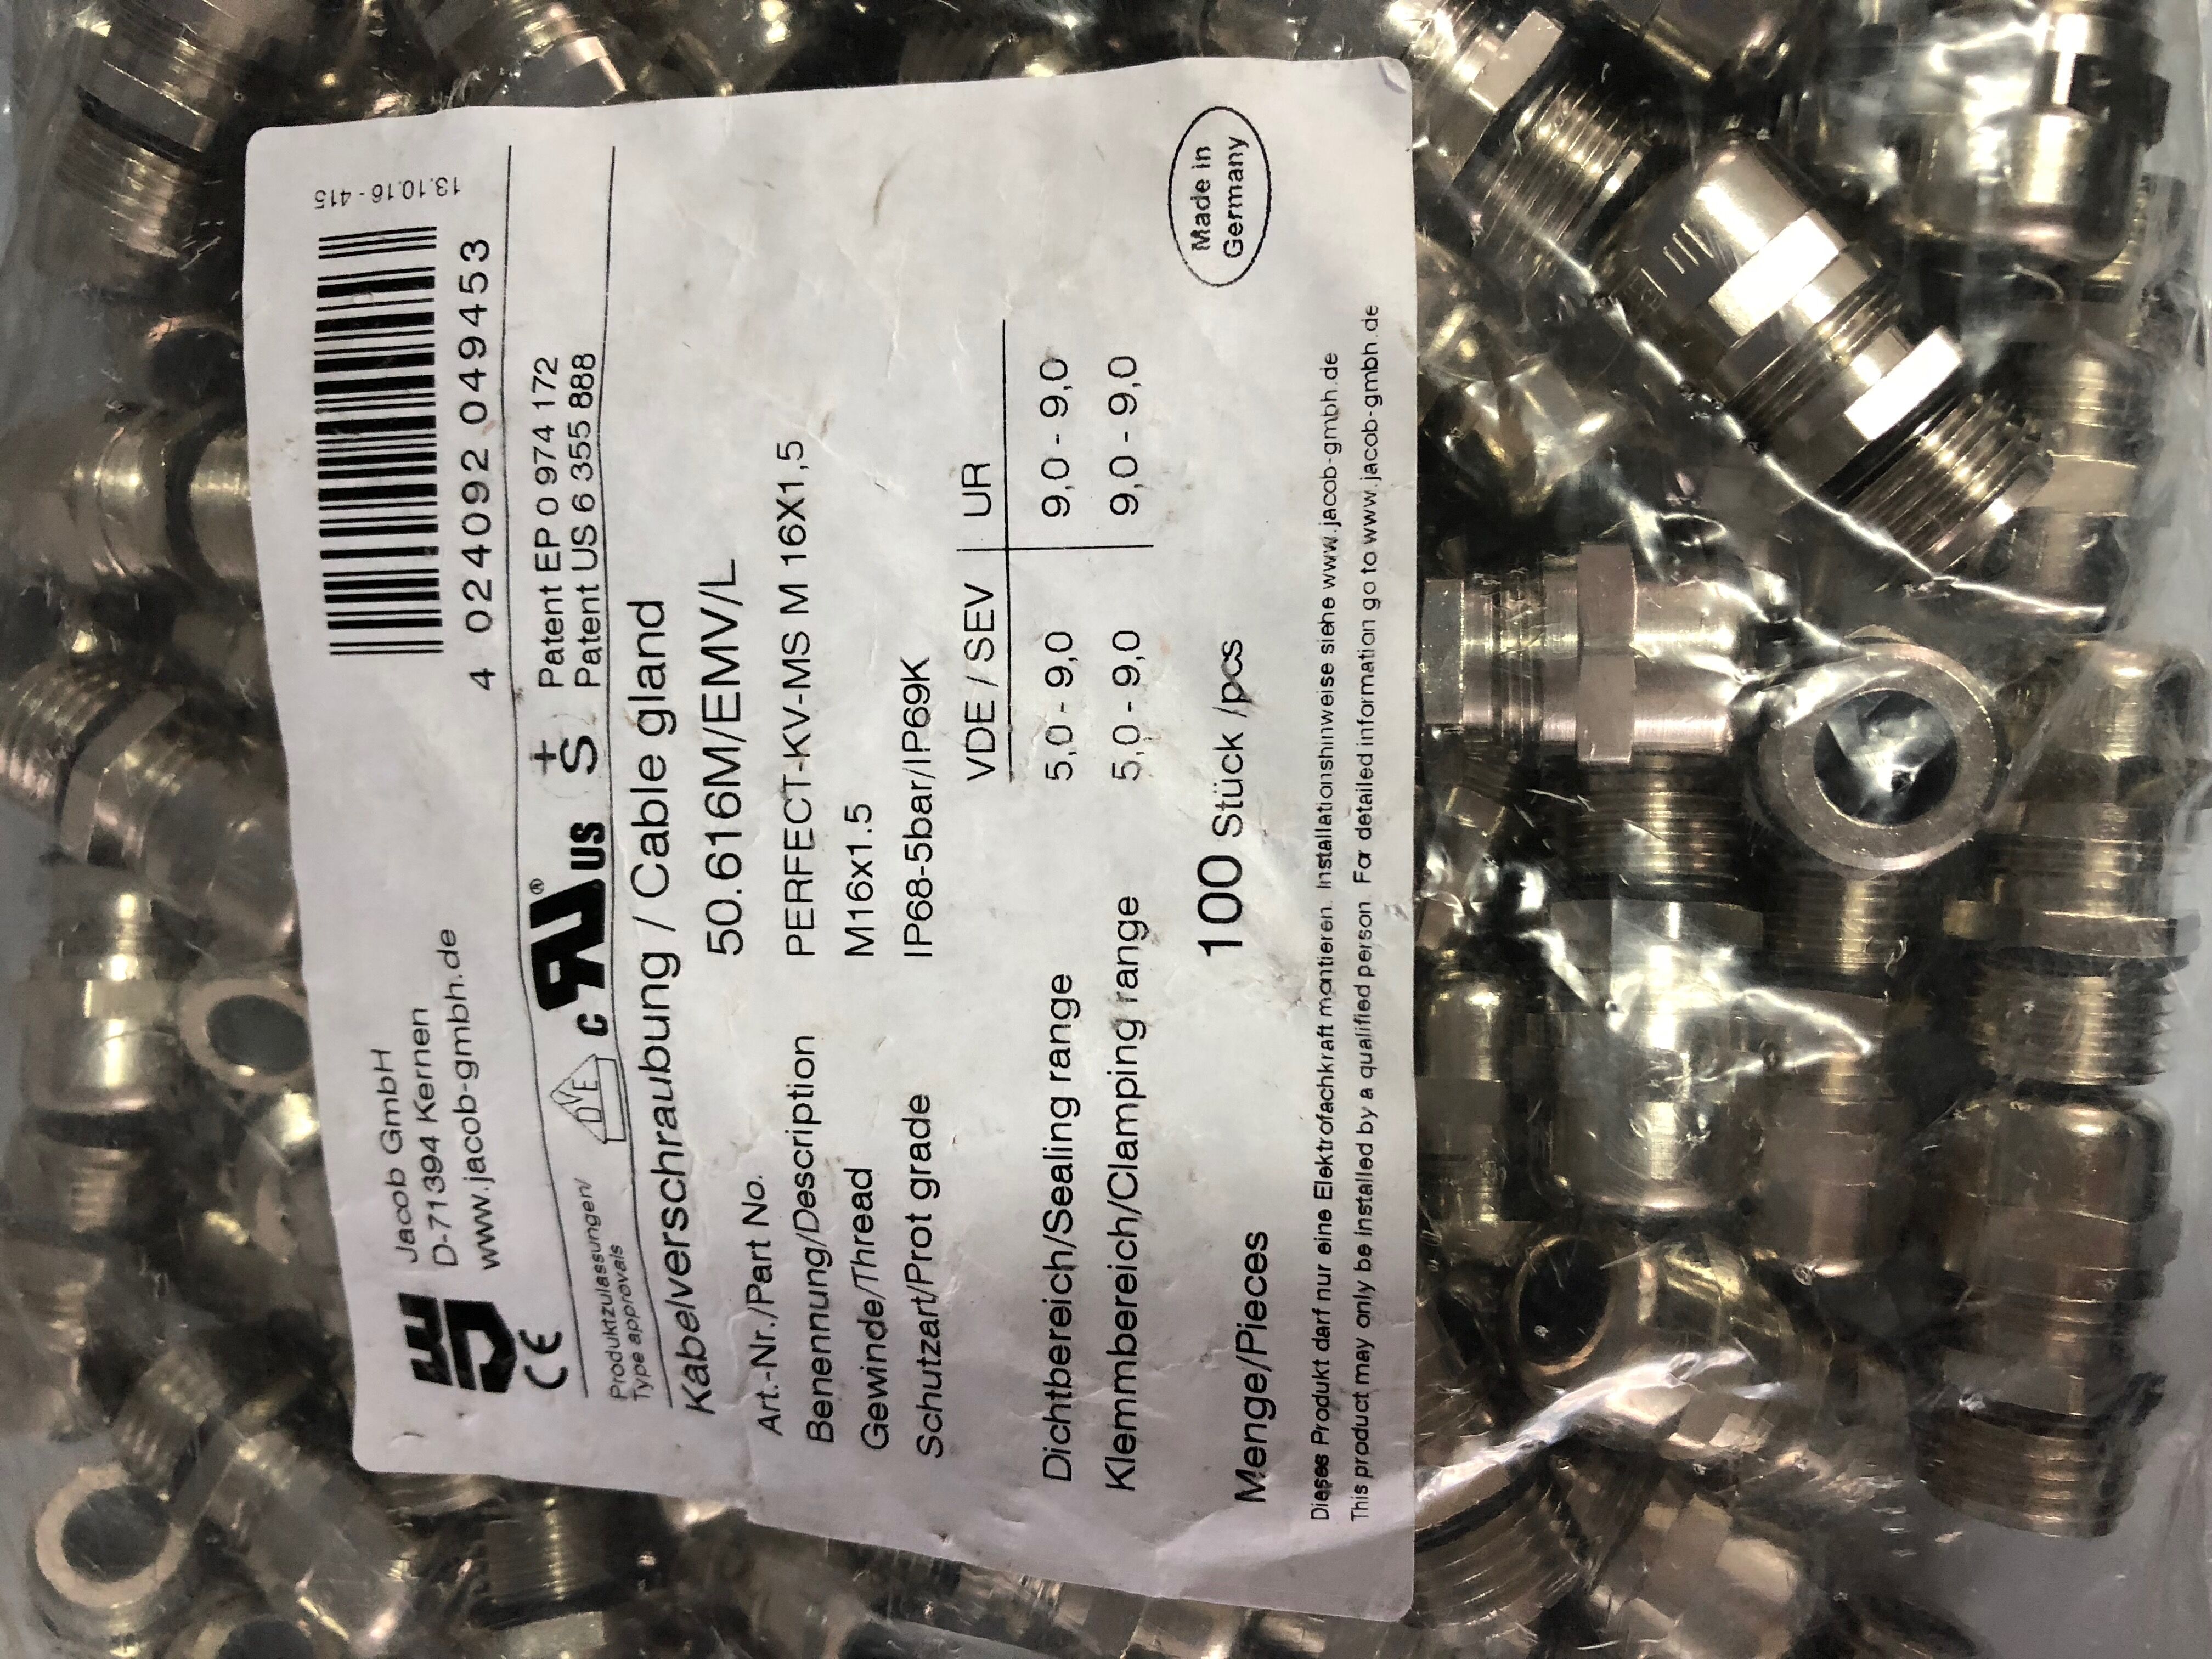 Jacob GmbH
D-71394 Kernen
www.jacob-gmbh.de
13.10.16 - 415
4 024092 049453
CE
Produktzulassungen/
Type approvals
DVE
c RU ® US
+S
Patent EP 0 974 172
Patent US 6 355 888
Kabelverschraubung / Cable gland
Art.-Nr./Part No. 50.616M/EMV/L
Benennung/Description PERFECT-KV-MS M 16X1,5
Gewinde/Thread M16x1.5
Schutzart/Prot grade IP68-5bar/IP69K
VDE / SEV UR
Dichtbereich/Sealing range 5,0 - 9,0 9,0 - 9,0
Klemmbereich/Clamping range 5,0 - 9,0 9,0 - 9,0
Menge/Pieces 100 Stück /pcs
Made in
Germany
Dieses Produkt darf nur eine Elektrofachkraft montieren. Installationshinweise siehe www.jacob-gmbh.de
This product may only be installed by a qualified person. For detailed information go to www.jacob-gmbh.de